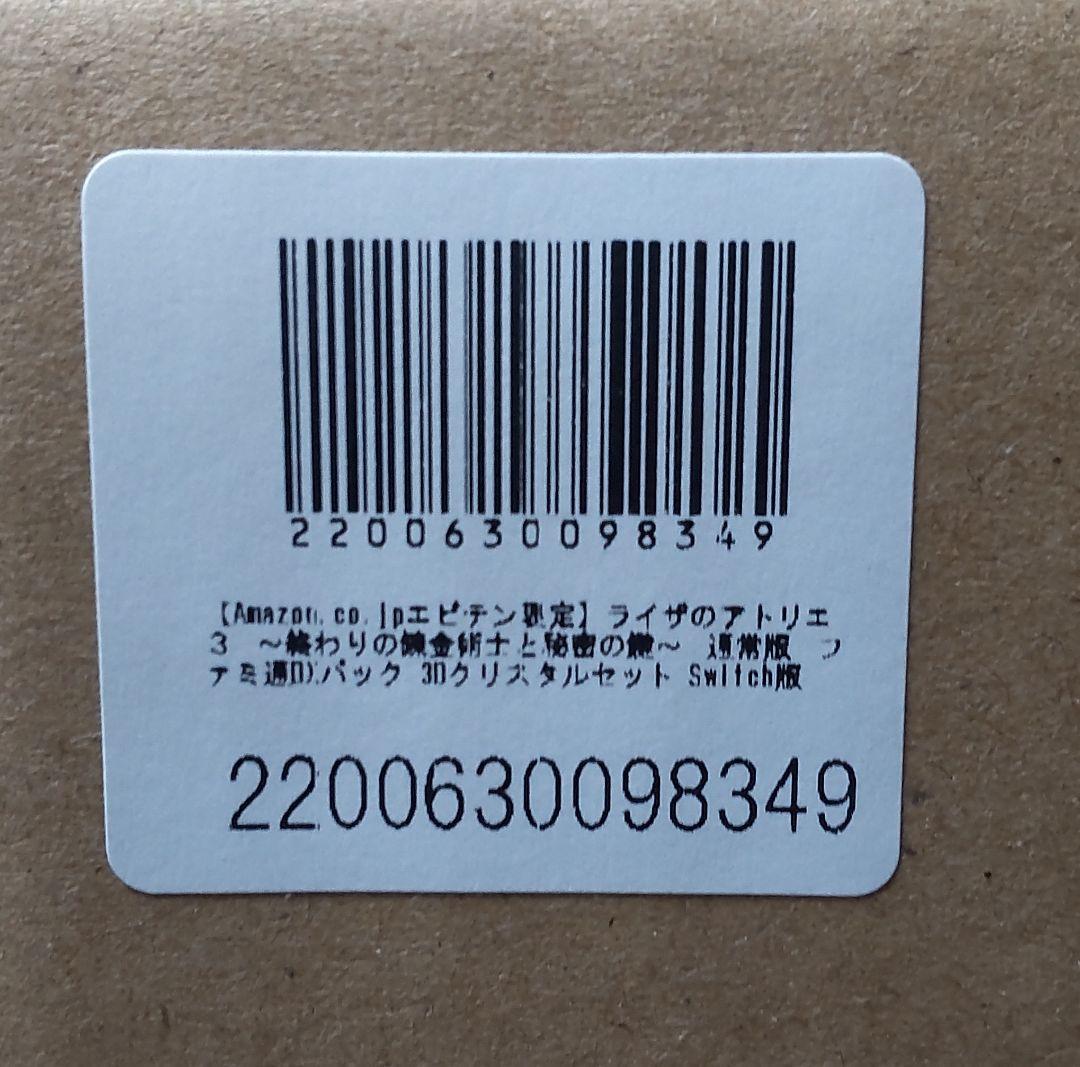 2200630098349
【Amazon.co.jpエビテン限定】ライザのアトリエ
3 ～終わりの錬金術士と秘密の鍵～ 通常版 フ
ァミ通DXパック 3Dクリスタルセット Switch版
2200630098349